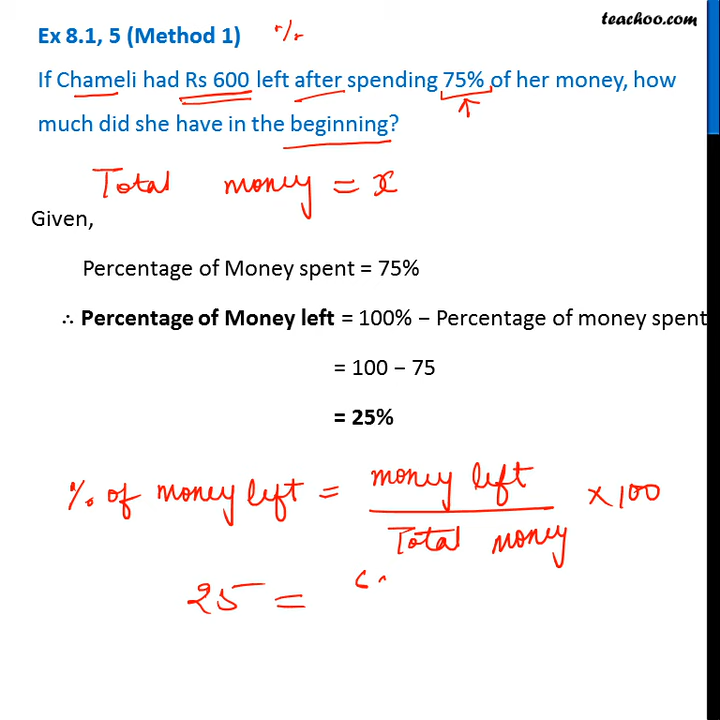 teachoo.com
Ex 8.1, 5 (Method 1)
If Chameli had Rs 600 left after spending 75% of her money, how
much did she have in the beginning?
Total money = x
Given,
Percentage of Money spent = 75%
∴ Percentage of Money left = 100% − Percentage of money spent
= 100 − 75
= 25%
% of money left = money left / Total money × 100
25 =